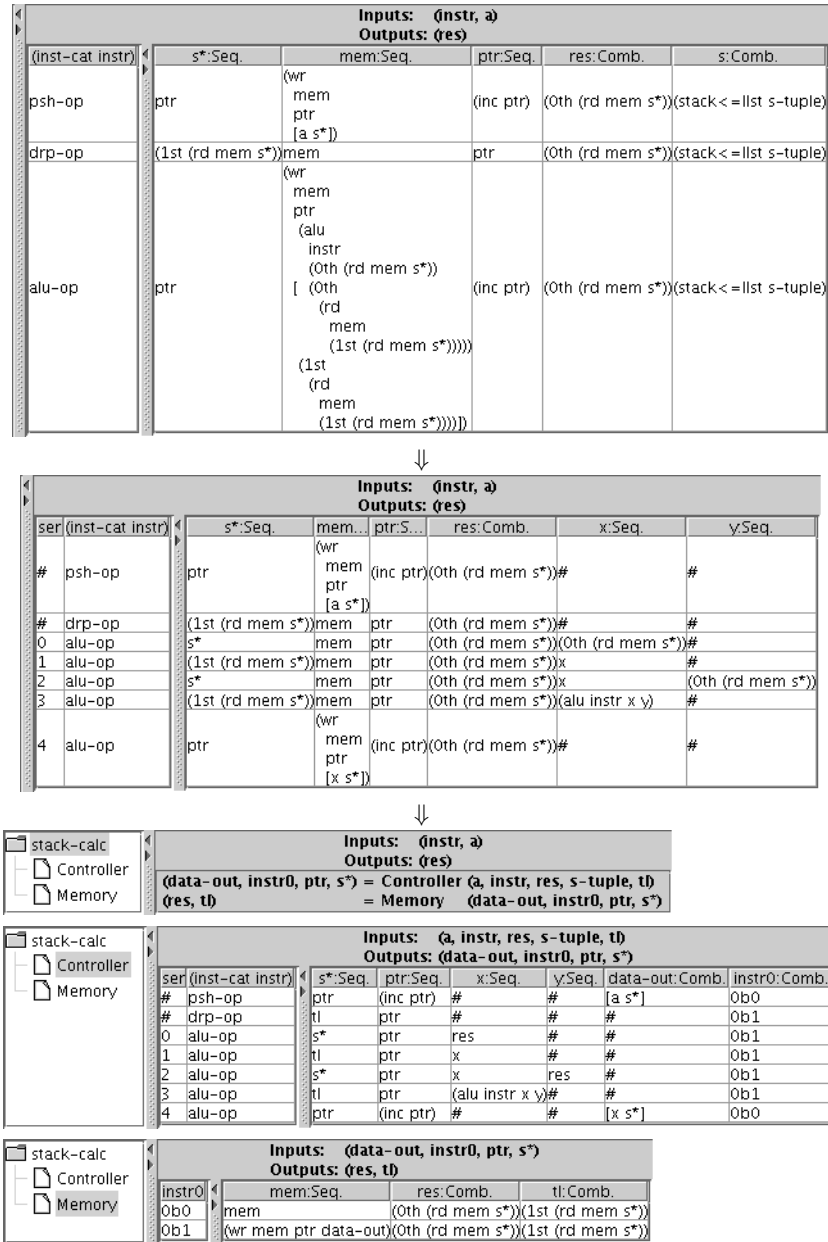 Inputs: (instr, a)
Outputs: (res)
(inst-cat instr) s*:Seq. mem:Seq. ptr:Seq. res:Comb. s:Comb.
psh-op ptr (wr mem ptr [a s*]) (inc ptr) (0th (rd mem s*)) (stack<=llst s-tuple)
drp-op (1st (rd mem s*)) mem ptr (0th (rd mem s*)) (stack<=llst s-tuple)
alu-op ptr (wr mem ptr (alu instr (0th (rd mem s*)) [ (0th (rd mem (1st (rd mem s*))))) (1st (rd mem (1st (rd mem s*))))]) (inc ptr) (0th (rd mem s*)) (stack<=llst s-tuple)
⇓
Inputs: (instr, a)
Outputs: (res)
ser (inst-cat instr) s*:Seq. mem... ptr:S... res:Comb. x:Seq. y:Seq.
# psh-op ptr (wr mem ptr [a s*]) (inc ptr) (0th (rd mem s*)) # #
# drp-op (1st (rd mem s*)) mem ptr (0th (rd mem s*)) # #
0 alu-op s* mem ptr (0th (rd mem s*)) (0th (rd mem s*)) #
1 alu-op (1st (rd mem s*)) mem ptr (0th (rd mem s*)) x #
2 alu-op s* mem ptr (0th (rd mem s*)) x (0th (rd mem s*))
3 alu-op (1st (rd mem s*)) mem ptr (0th (rd mem s*)) (alu instr x y) #
4 alu-op ptr (wr mem ptr [x s*]) (inc ptr) (0th (rd mem s*)) # #
⇓
stack-calc
Controller
Memory
Inputs: (instr, a)
Outputs: (res)
(data-out, instr0, ptr, s*) = Controller (a, instr, res, s-tuple, tl)
(res, tl) = Memory (data-out, instr0, ptr, s*)
stack-calc
Controller
Memory
Inputs: (a, instr, res, s-tuple, tl)
Outputs: (data-out, instr0, ptr, s*)
ser (inst-cat instr) s*:Seq. ptr:Seq. x:Seq. y:Seq. data-out:Comb. instr0:Comb.
# psh-op ptr (inc ptr) # # [a s*] 0b0
# drp-op tl ptr # # # 0b1
0 alu-op s* ptr res # # 0b1
1 alu-op tl ptr x # # 0b1
2 alu-op s* ptr x res # 0b1
3 alu-op tl ptr (alu instr x y) # # 0b1
4 alu-op ptr (inc ptr) # # [x s*] 0b0
stack-calc
Controller
Memory
Inputs: (data-out, instr0, ptr, s*)
Outputs: (res, tl)
instr0 mem:Seq. res:Comb. tl:Comb.
0b0 mem (0th (rd mem s*)) (1st (rd mem s*))
0b1 (wr mem ptr data-out) (0th (rd mem s*)) (1st (rd mem s*))